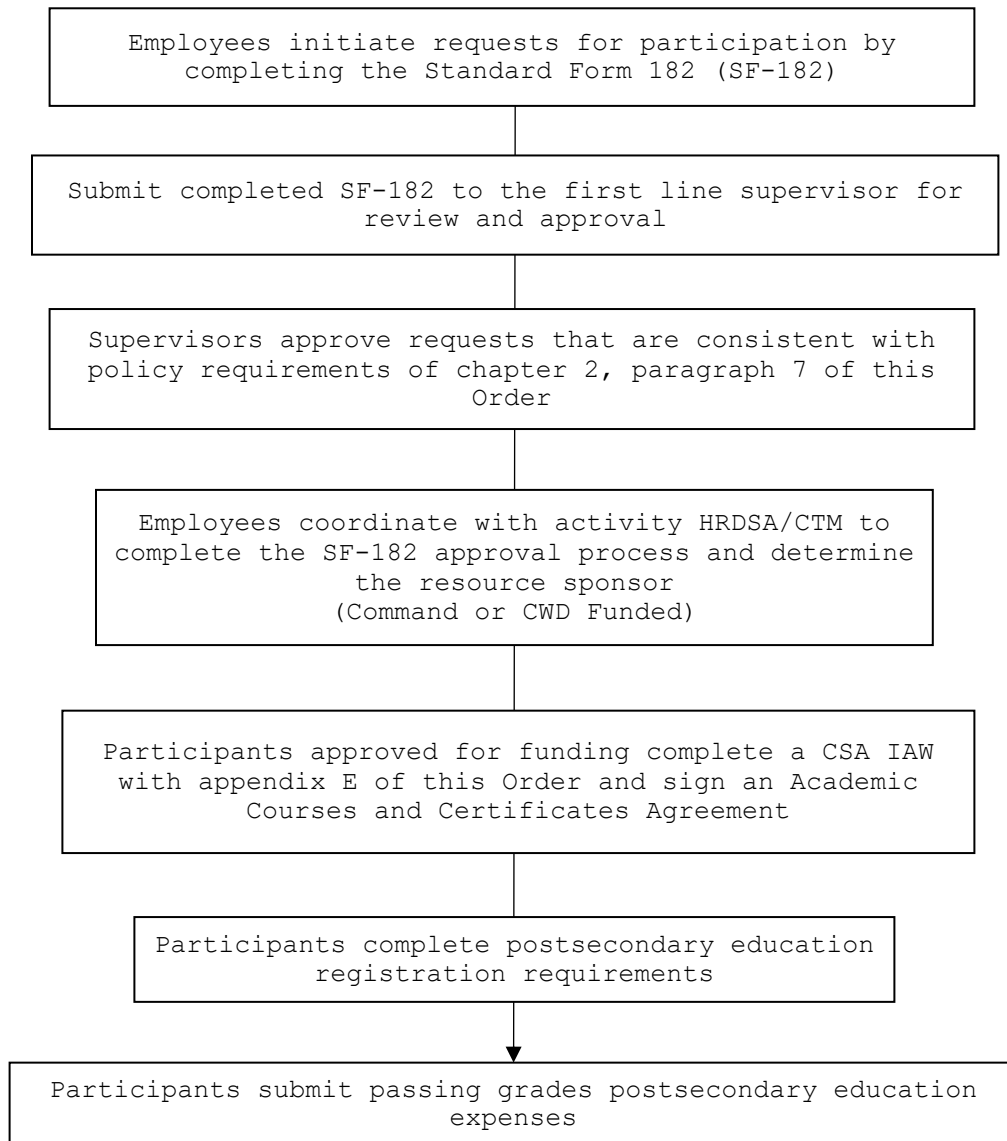 Employees initiate requests for participation by
completing the Standard Form 182 (SF-182)
Submit completed SF-182 to the first line supervisor for
review and approval
Supervisors approve requests that are consistent with
policy requirements of chapter 2, paragraph 7 of this
Order
Employees coordinate with activity HRDSA/CTM to
complete the SF-182 approval process and determine
the resource sponsor
(Command or CWD Funded)
Participants approved for funding complete a CSA IAW
with appendix E of this Order and sign an Academic
Courses and Certificates Agreement
Participants complete postsecondary education
registration requirements
Participants submit passing grades postsecondary education
expenses